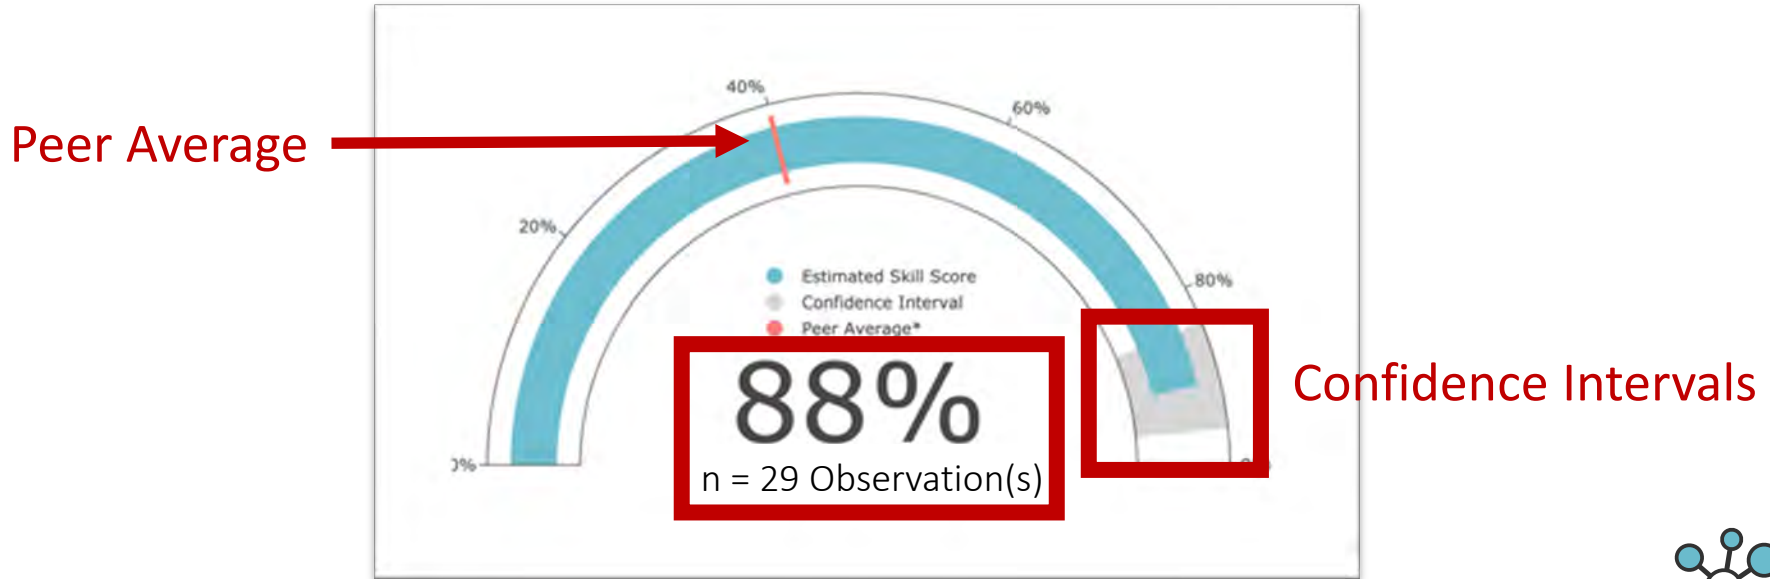 40%
60%
Peer Average
20%
Estimated Skill Score
80%
Confidence Interval
Peer Average*
88%
Confidence Intervals
n = 29 Observation(s)